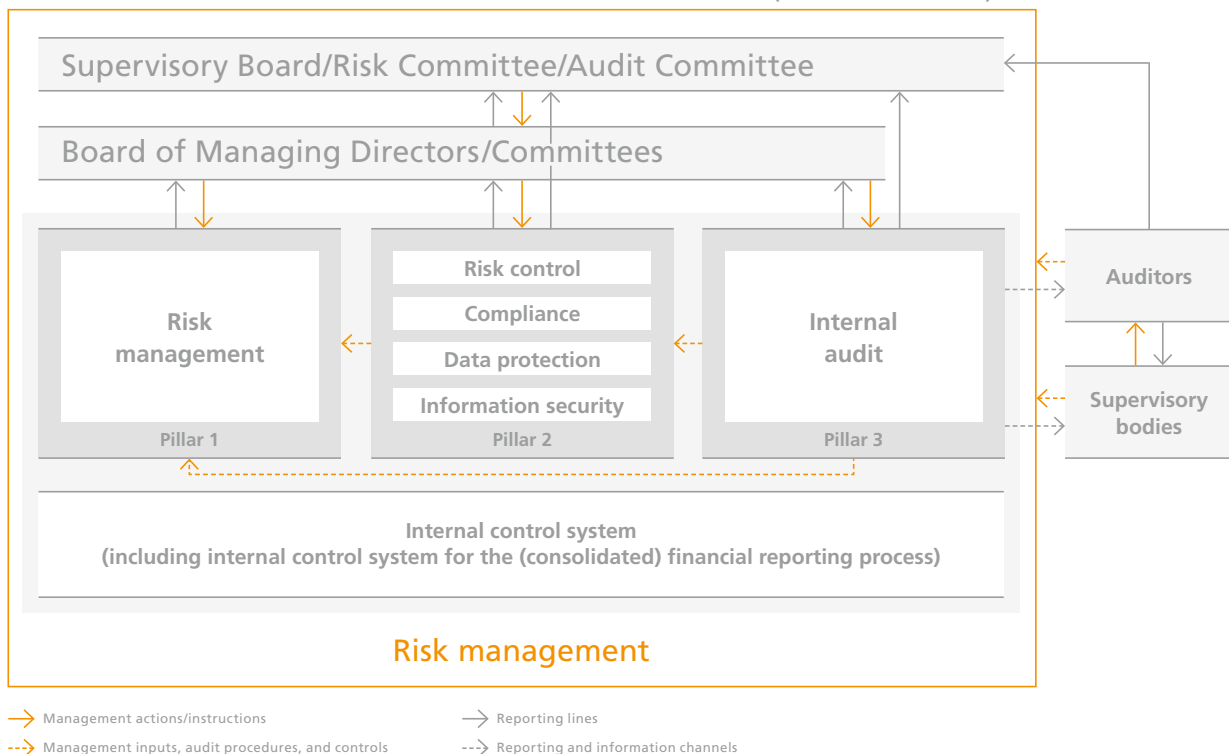 Supervisory Board/Risk Committee/Audit Committee
Board of Managing Directors/Committees
Risk
management
Pillar 1
Risk control
Compliance
Data protection
Information security
Pillar 2
Internal
audit
Pillar 3
Auditors
Supervisory
bodies
Internal control system
(including internal control system for the (consolidated) financial reporting process)
Risk management
Management actions/instructions
Reporting lines
Management inputs, audit procedures, and controls
Reporting and information channels